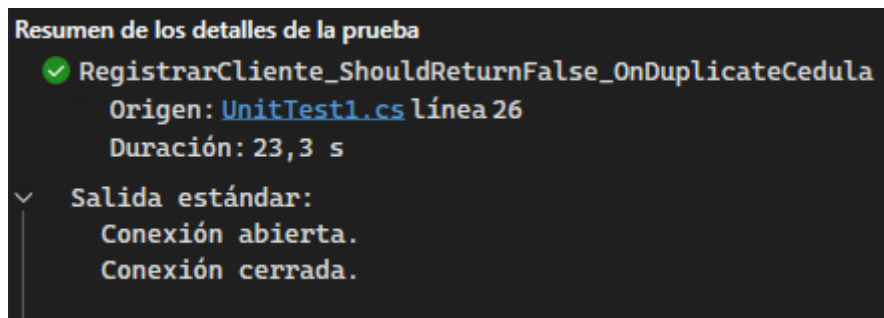 Resumen de los detalles de la prueba
RegistrarCliente_ShouldReturnFalse_OnDuplicateCedula
Origen: UnitTest1.cs línea 26
Duración: 23,3 s
Salida estándar:
Conexión abierta.
Conexión cerrada.